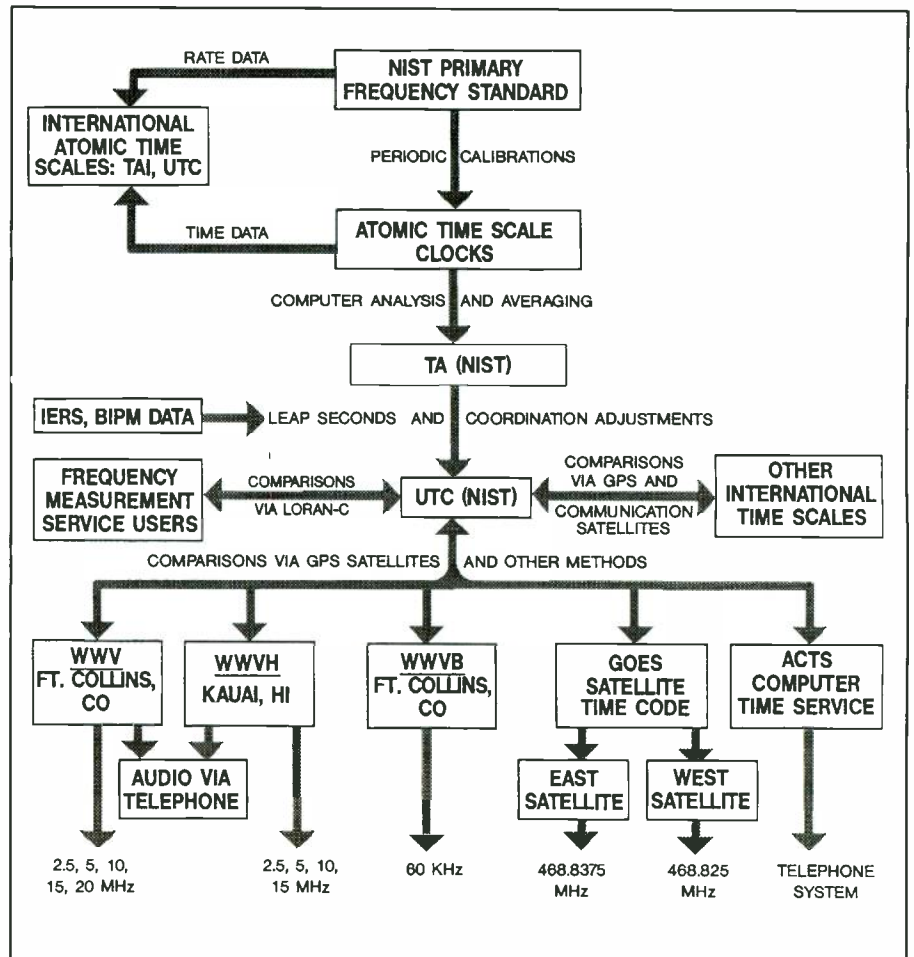 RATE DATA
NIST PRIMARY
FREQUENCY STANDARD
INTERNATIONAL
ATOMIC TIME
SCALES: TAI, UTC
PERIODIC CALIBRATIONS
TIME DATA
ATOMIC TIME SCALE
CLOCKS
COMPUTER ANALYSIS AND AVERAGING
TA (NIST)
IERS, BIPM DATA
LEAP SECONDS AND COORDINATION ADJUSTMENTS
FREQUENCY
MEASUREMENT
SERVICE USERS
COMPARISONS
VIA LORAN-C
UTC (NIST)
COMPARISONS
VIA GPS AND
COMMUNICATION
SATELLITES
OTHER
INTERNATIONAL
TIME SCALES
COMPARISONS VIA GPS SATELLITES AND OTHER METHODS
WWV
FT. COLLINS,
CO
WWVH
KAUAI, HI
WWVB
FT. COLLINS,
CO
GOES
SATELLITE
TIME CODE
ACTS
COMPUTER
TIME SERVICE
AUDIO VIA
TELEPHONE
EAST
SATELLITE
WEST
SATELLITE
2.5, 5, 10,
15, 20 MHz
2.5, 5, 10,
15 MHz
60 KHz
468.8375
MHz
468.825
MHz
TELEPHONE
SYSTEM